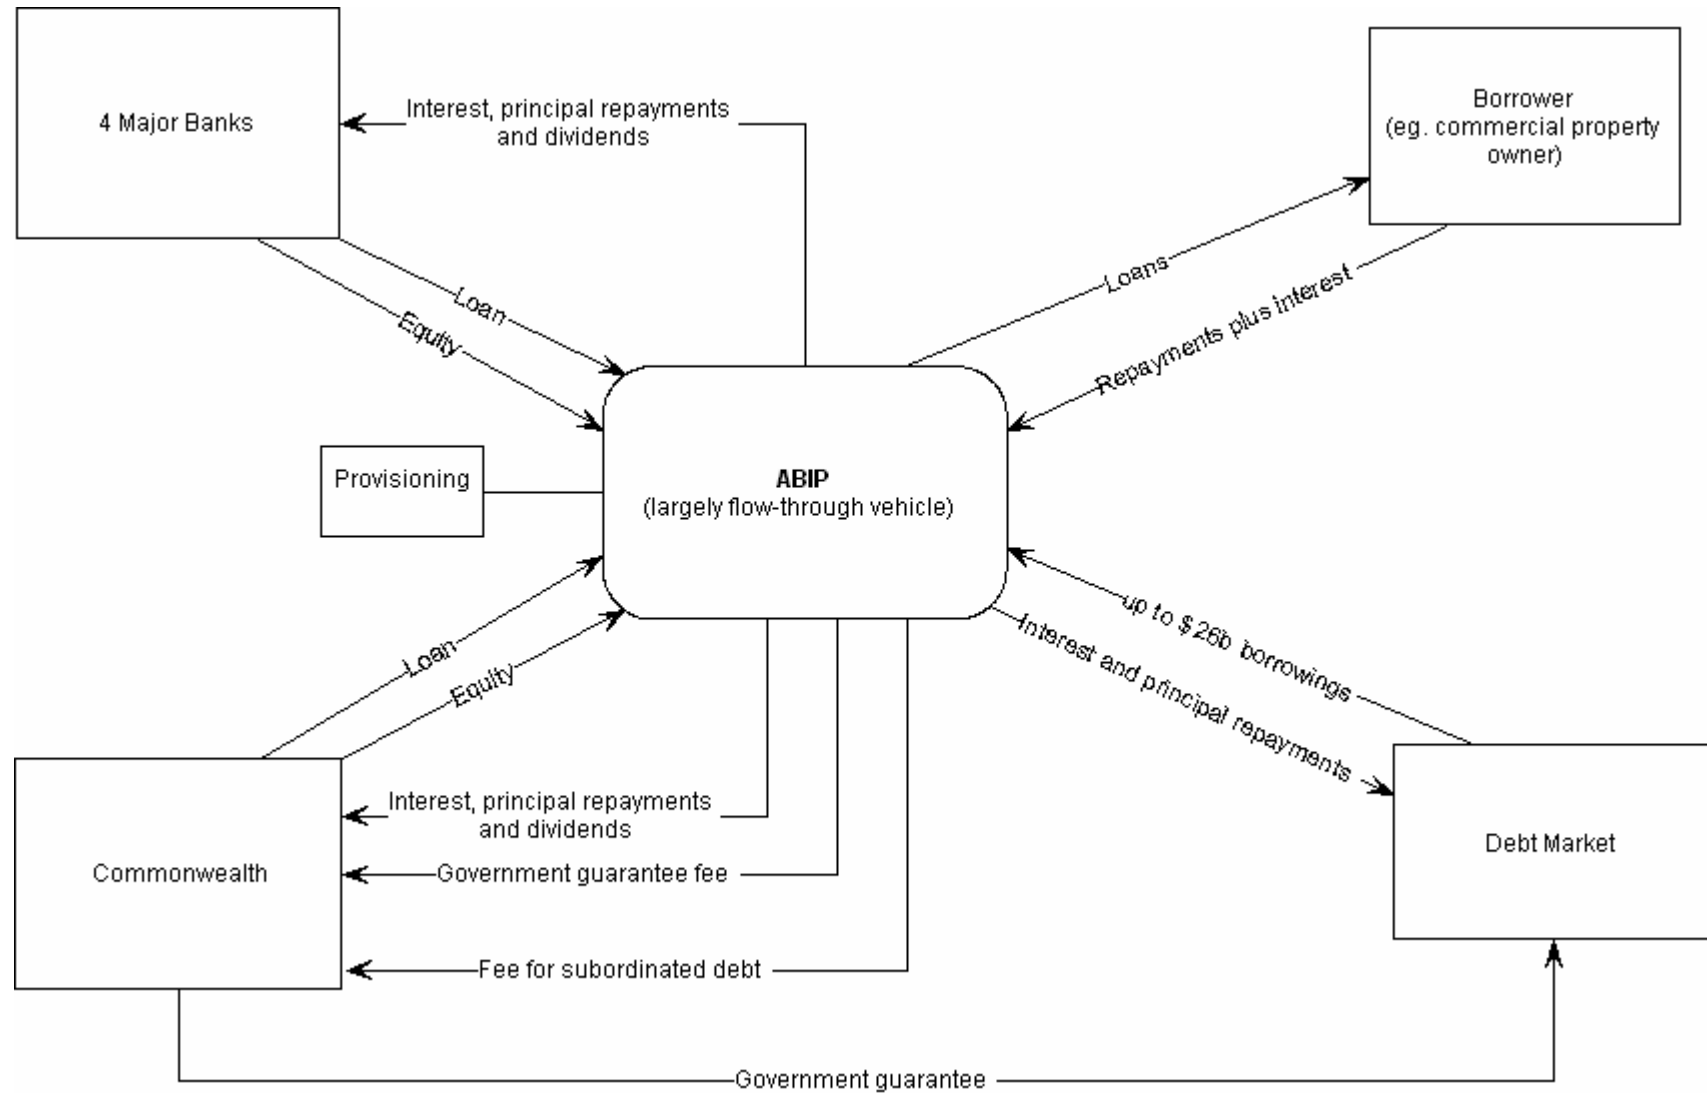 4 Major Banks
Interest, principal repayments
and dividends
Borrower
(eg. commercial property
owner)
Loan
Equity
Loans
Repayments plus interest
Provisioning
ABIP
(largely flow-through vehicle)
Loan
Equity
up to $26b borrowings
Interest and principal repayments
Interest, principal repayments
and dividends
Commonwealth
Government guarantee fee
Debt Market
Fee for subordinated debt
Government guarantee